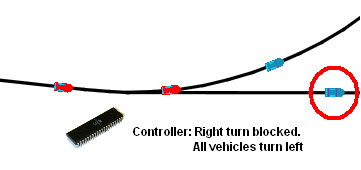 Controller: Right turn blocked.
All vehicles turn left